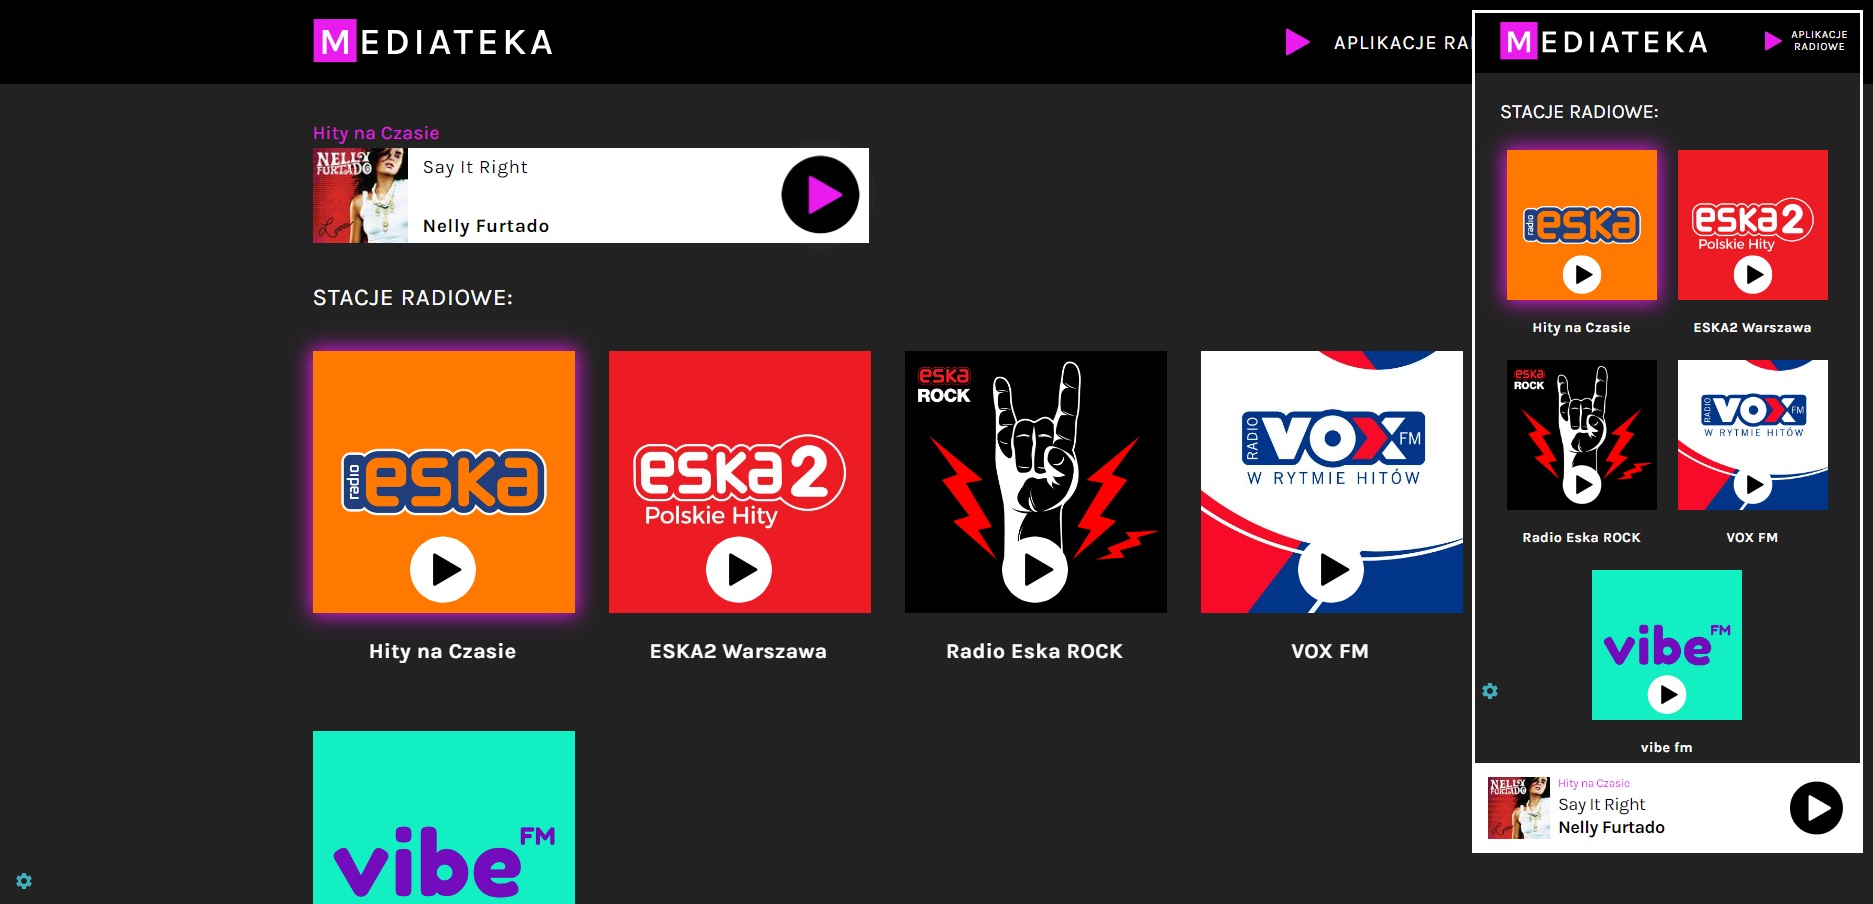 MEDIATEKA
APLIKACJE RA
Hity na Czasie
NELLY
FURTADO
Say It Right
Nelly Furtado
STACJE RADIOWE:
radio eska
eska2
Polskie Hity
eska
ROCK
RADIO VOX FM
W RYTMIE HITÓW
Hity na Czasie
ESKA2 Warszawa
Radio Eska ROCK
VOX FM
vibe FM
MEDIATEKA
APLIKACJE
RADIOWE
STACJE RADIOWE:
radio eska
eska2
Polskie Hity
Hity na Czasie
ESKA2 Warszawa
eska
ROCK
RADIO VOX FM
W RYTMIE HITÓW
Radio Eska ROCK
VOX FM
vibe FM
vibe fm
NELLY
FURTADO
Hity na Czasie
Say It Right
Nelly Furtado